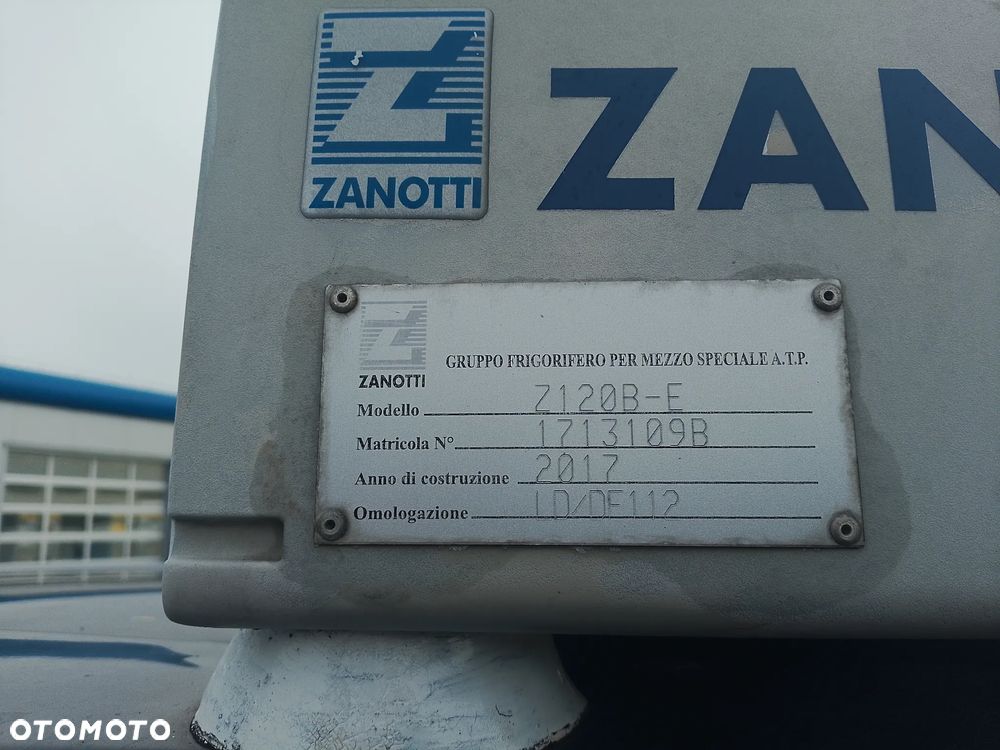 ZANOTTI
ZAN
ZANOTTI
GRUPPO FRIGORIFERO PER MEZZO SPECIALE A.T.P.
Modello Z120B-E
Matricola N° 1713109B
Anno di costruzione 2017
Omologazione LD/DF112
OTOMOTO